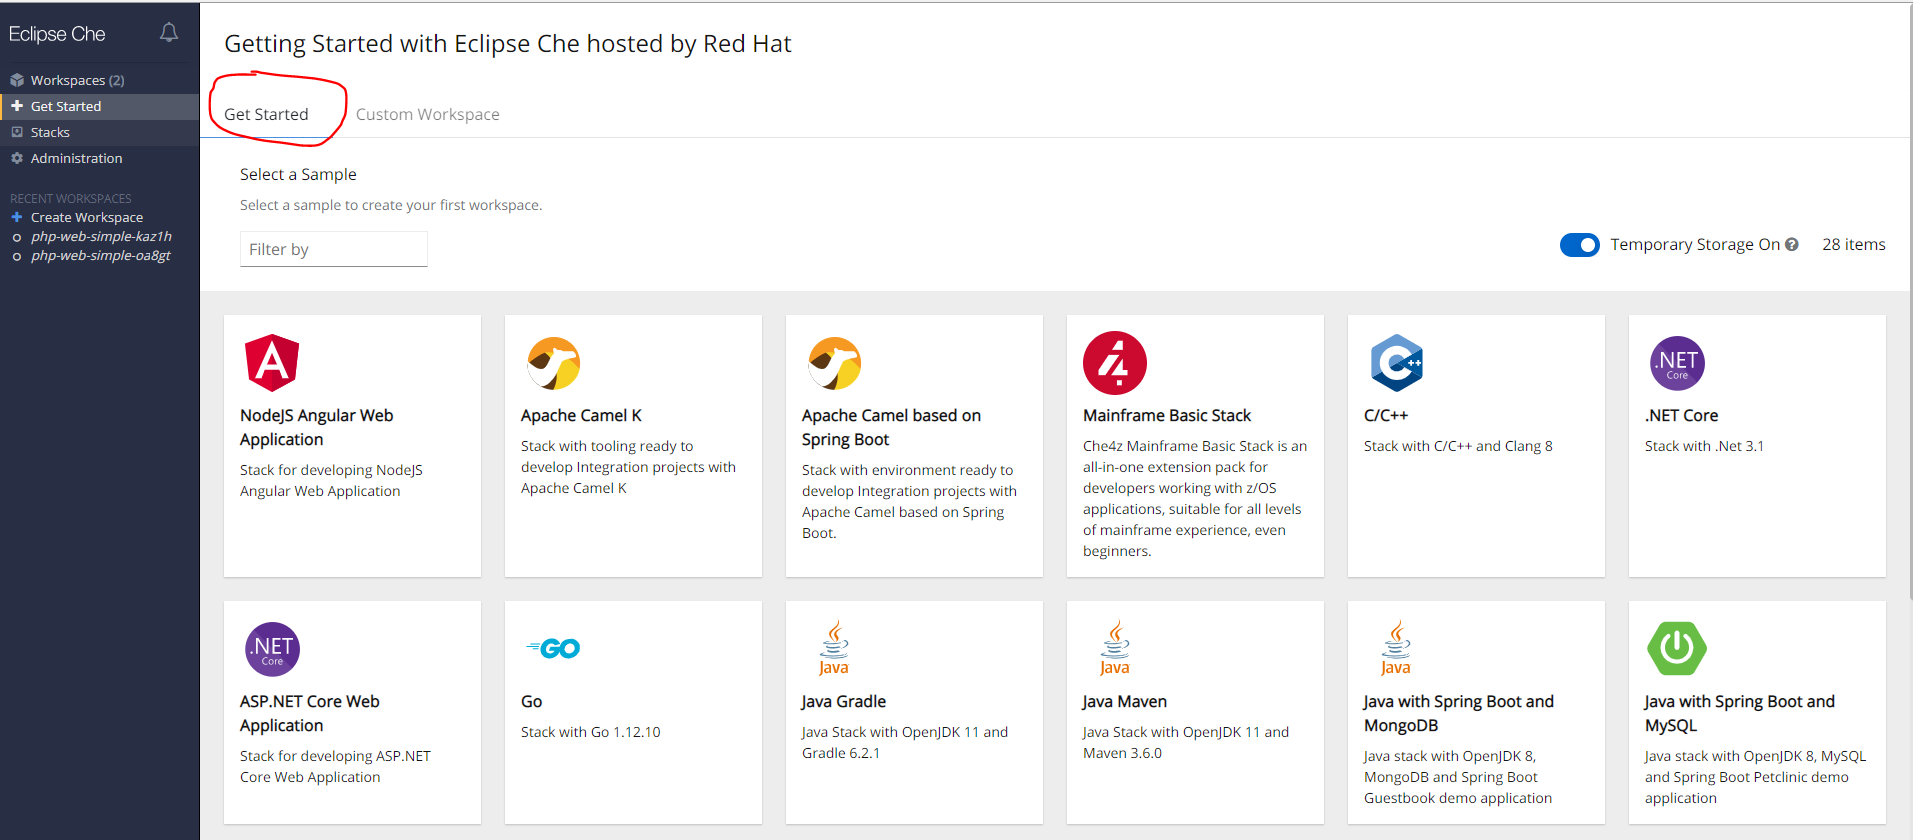 Eclipse Che
Workspaces (2)
Get Started
Stacks
Administration
RECENT WORKSPACES
Create Workspace
php-web-simple-kaz1h
php-web-simple-oa8gt
Getting Started with Eclipse Che hosted by Red Hat
Get Started
Custom Workspace
Select a Sample
Select a sample to create your first workspace.
Filter by
Temporary Storage On
?
28 items
A
NodeJS Angular Web
Application
Stack for developing NodeJS
Angular Web Application
Apache Camel K
Stack with tooling ready to
develop Integration projects with
Apache Camel K
Apache Camel based on
Spring Boot
Stack with environment ready to
develop Integration projects with
Apache Camel based on Spring
Boot.
4
Mainframe Basic Stack
Che4z Mainframe Basic Stack is an
all-in-one extension pack for
developers working with z/OS
applications, suitable for all levels
of mainframe experience, even
beginners.
C++
C/C++
Stack with C/C++ and Clang 8
.NET
Core
.NET Core
Stack with .Net 3.1
.NET
Core
ASP.NET Core Web
Application
Stack for developing ASP.NET
Core Web Application
GO
Go
Stack with Go 1.12.10
Java
Java Gradle
Java Stack with OpenJDK 11 and
Gradle 6.2.1
Java
Java Maven
Java Stack with OpenJDK 11 and
Maven 3.6.0
Java
Java with Spring Boot and
MongoDB
Java stack with OpenJDK 8,
MongoDB and Spring Boot
Guestbook demo application
Java with Spring Boot and
MySQL
Java stack with OpenJDK 8, MySQL
and Spring Boot Petclinic demo
application